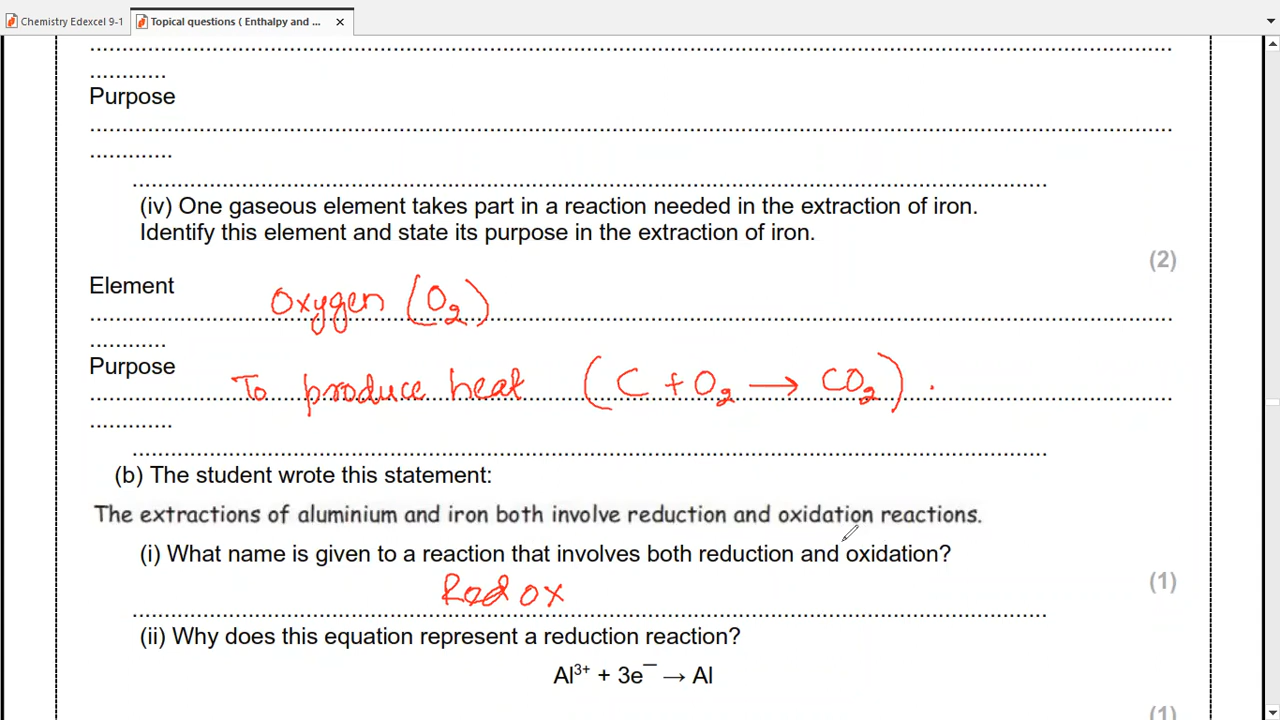 Chemistry Edexcel 9-1
Topical questions ( Enthalpy and ...
Purpose
(iv) One gaseous element takes part in a reaction needed in the extraction of iron.
Identify this element and state its purpose in the extraction of iron.
(2)
Element
Oxygen (O₂)
Purpose
To produce heat (C + O₂ → CO₂) .
(b) The student wrote this statement:
The extractions of aluminium and iron both involve reduction and oxidation reactions.
(i) What name is given to a reaction that involves both reduction and oxidation?
(1)
Redox
(ii) Why does this equation represent a reduction reaction?
Al³⁺ + 3e⁻ → Al
(1)